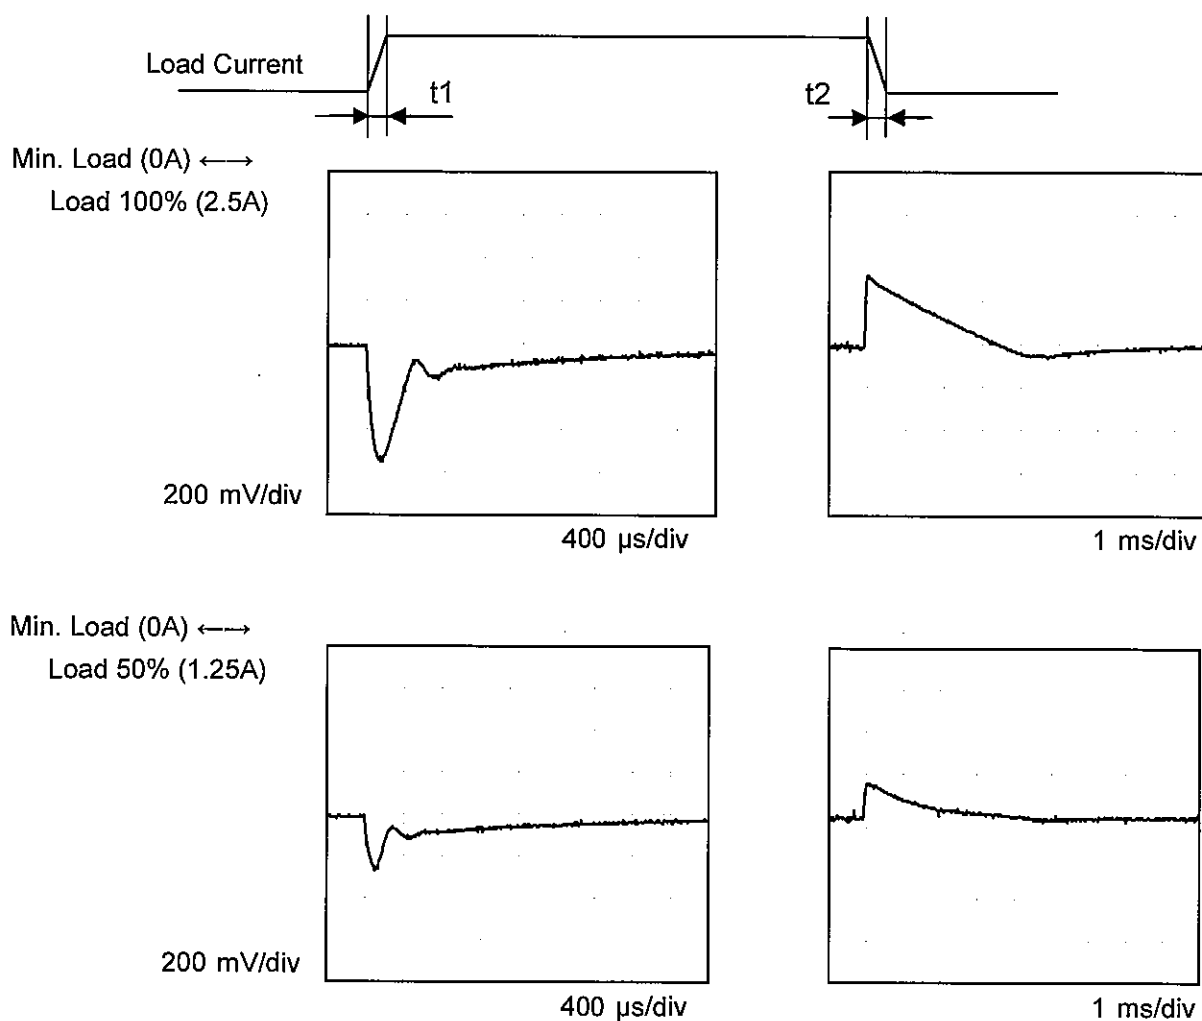 Load Current
t1
t2
Min. Load (0A) ←→
Load 100% (2.5A)
200 mV/div
400 µs/div
1 ms/div
Min. Load (0A) ←→
Load 50% (1.25A)
200 mV/div
400 µs/div
1 ms/div